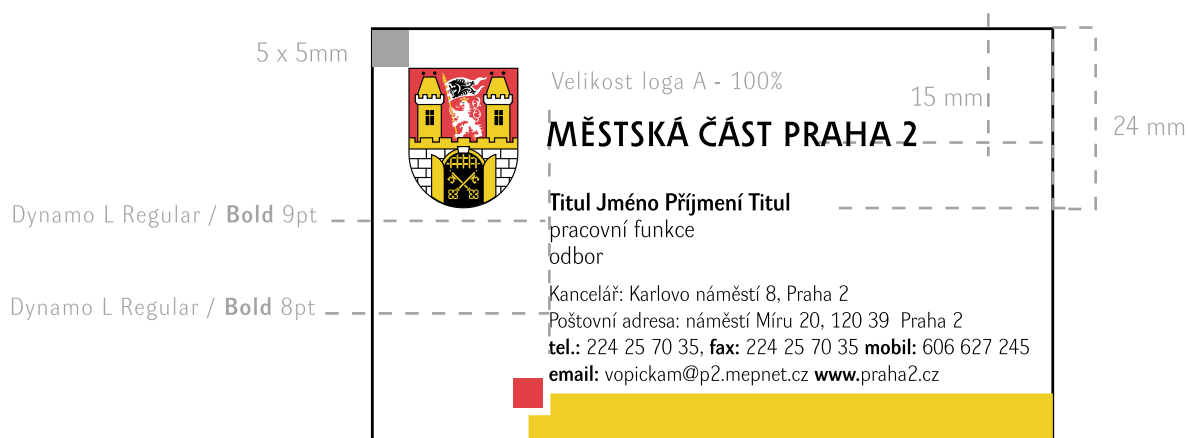 5 x 5mm
Velikost loga A - 100%
15 mm
24 mm
MĚSTSKÁ ČÁST PRAHA 2
Titul Jméno Příjmení Titul
Dynamo L Regular / Bold 9pt
pracovní funkce
odbor
Kancelář: Karlovo náměstí 8, Praha 2
Dynamo L Regular / Bold 8pt
Poštovní adresa: náměstí Míru 20, 120 39  Praha 2
tel.: 224 25 70 35, fax: 224 25 70 35 mobil: 606 627 245
email: vopickam@p2.mepnet.cz www.praha2.cz